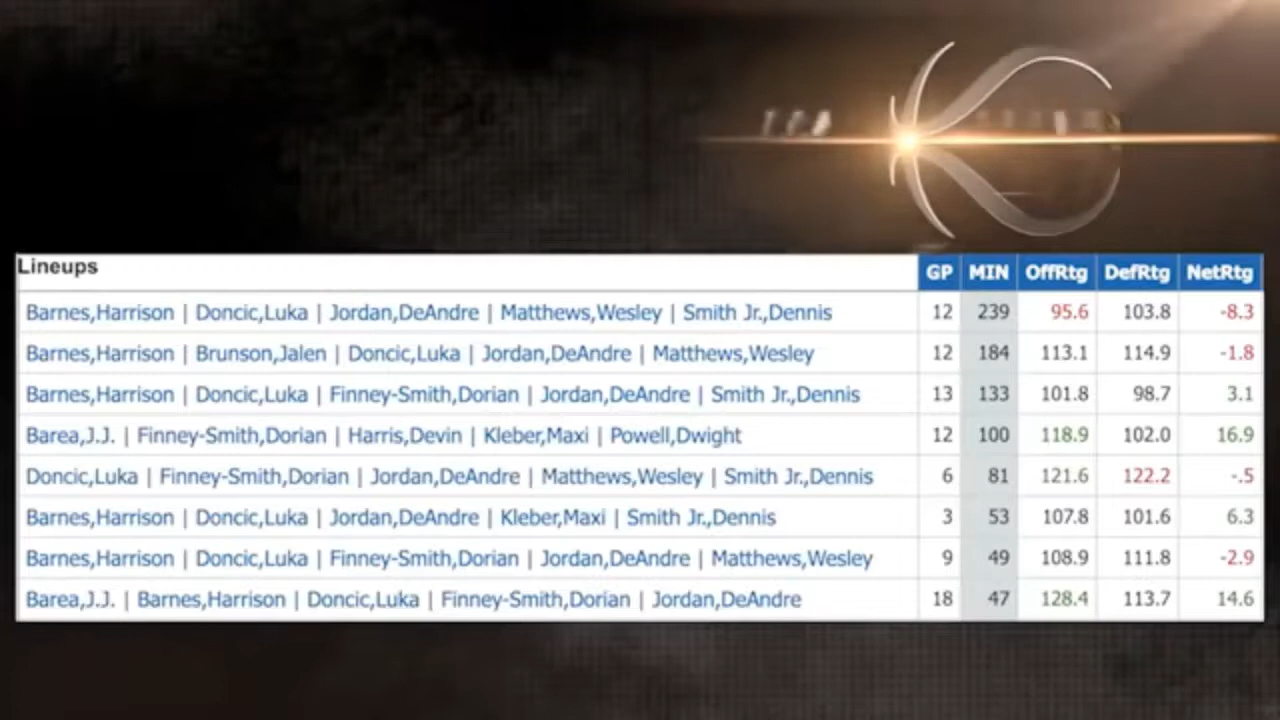 Lineups GP MIN OffRtg DefRtg NetRtg
Barnes,Harrison | Doncic,Luka | Jordan,DeAndre | Matthews,Wesley | Smith Jr.,Dennis 12 239 95.6 103.8 -8.3
Barnes,Harrison | Brunson,Jalen | Doncic,Luka | Jordan,DeAndre | Matthews,Wesley 12 184 113.1 114.9 -1.8
Barnes,Harrison | Doncic,Luka | Finney-Smith,Dorian | Jordan,DeAndre | Smith Jr.,Dennis 13 133 101.8 98.7 3.1
Barea,J.J. | Finney-Smith,Dorian | Harris,Devin | Kleber,Maxi | Powell,Dwight 12 100 118.9 102.0 16.9
Doncic,Luka | Finney-Smith,Dorian | Jordan,DeAndre | Matthews,Wesley | Smith Jr.,Dennis 6 81 121.6 122.2 -.5
Barnes,Harrison | Doncic,Luka | Jordan,DeAndre | Kleber,Maxi | Smith Jr.,Dennis 3 53 107.8 101.6 6.3
Barnes,Harrison | Doncic,Luka | Finney-Smith,Dorian | Jordan,DeAndre | Matthews,Wesley 9 49 108.9 111.8 -2.9
Barea,J.J. | Barnes,Harrison | Doncic,Luka | Finney-Smith,Dorian | Jordan,DeAndre 18 47 128.4 113.7 14.6